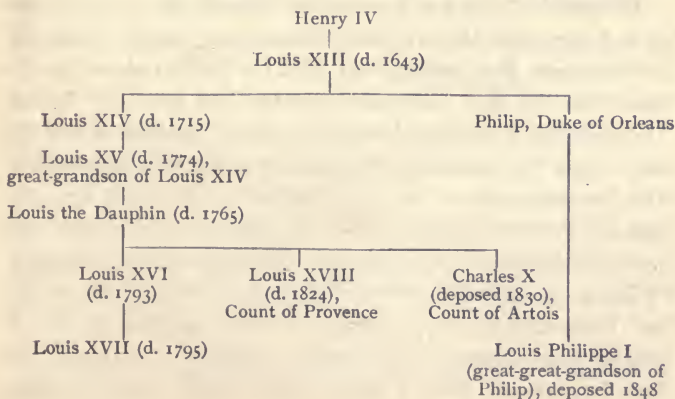 Henry IV
Louis XIII (d. 1643)
Louis XIV (d. 1715)
Philip, Duke of Orleans
Louis XV (d. 1774),
great-grandson of Louis XIV
Louis the Dauphin (d. 1765)
Louis XVI
(d. 1793)
Louis XVIII
(d. 1824),
Count of Provence
Charles X
(deposed 1830),
Count of Artois
Louis XVII (d. 1795)
Louis Philippe I
(great-great-grandson of
Philip), deposed 1848